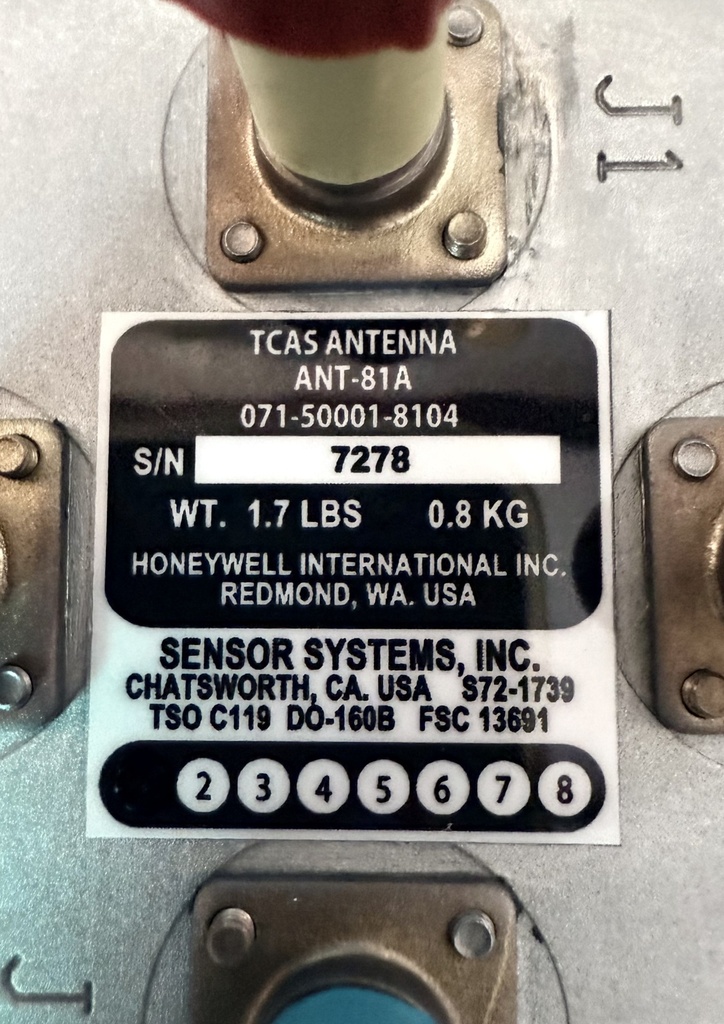 J1
TCAS ANTENNA
ANT-81A
071-50001-8104
S/N 7278
WT. 1.7 LBS 0.8 KG
HONEYWELL INTERNATIONAL INC.
REDMOND, WA. USA
SENSOR SYSTEMS, INC.
CHATSWORTH, CA. USA S72-1739
TSO C119 DO-160B FSC 13691
2 3 4 5 6 7 8
J